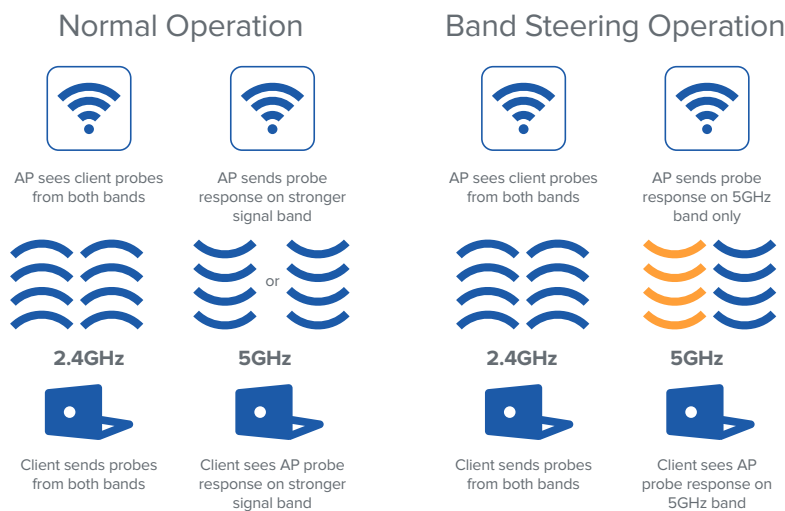 Normal Operation
Band Steering Operation
AP sees client probes
from both bands
AP sends probe
response on stronger
signal band
AP sees client probes
from both bands
AP sends probe
response on 5GHz
band only
or
2.4GHz
5GHz
2.4GHz
5GHz
Client sends probes
from both bands
Client sees AP probe
response on stronger
signal band
Client sends probes
from both bands
Client sees AP
probe response on
5GHz band